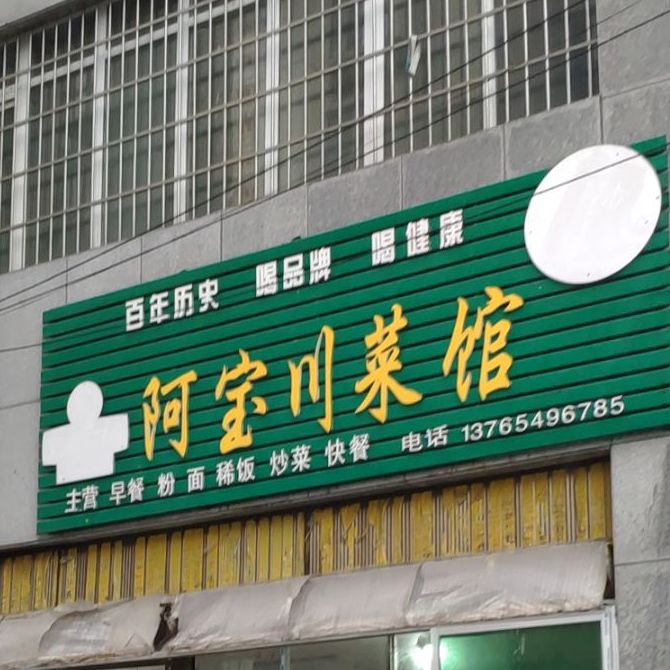 百年历史 喝品牌 喝健康
阿宝川菜馆
主营 早餐 粉 面 稀饭 炒菜 快餐 电话 13765496785